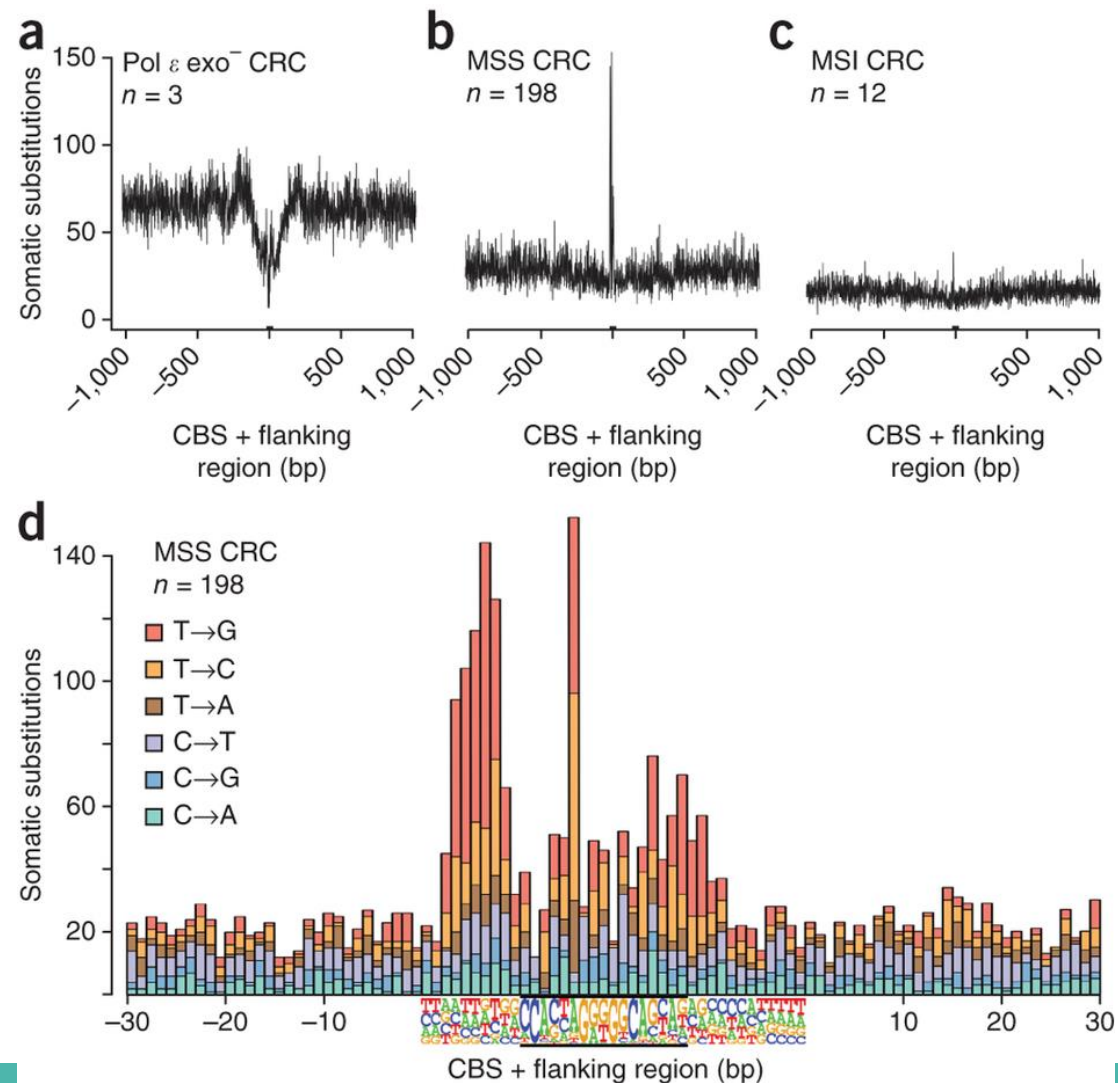 a
Pol ε exo⁻ CRC
n = 3
Somatic substitutions
150
100
50
0
–1,000
–500
500
1,000
CBS + flanking
region (bp)
b
MSS CRC
n = 198
–1,000
–500
500
1,000
CBS + flanking
region (bp)
c
MSI CRC
n = 12
–1,000
–500
500
1,000
CBS + flanking
region (bp)
d
MSS CRC
n = 198
T→G
T→C
T→A
C→T
C→G
C→A
Somatic substitutions
140
100
60
20
–30
–20
–10
10
20
30
CBS + flanking region (bp)